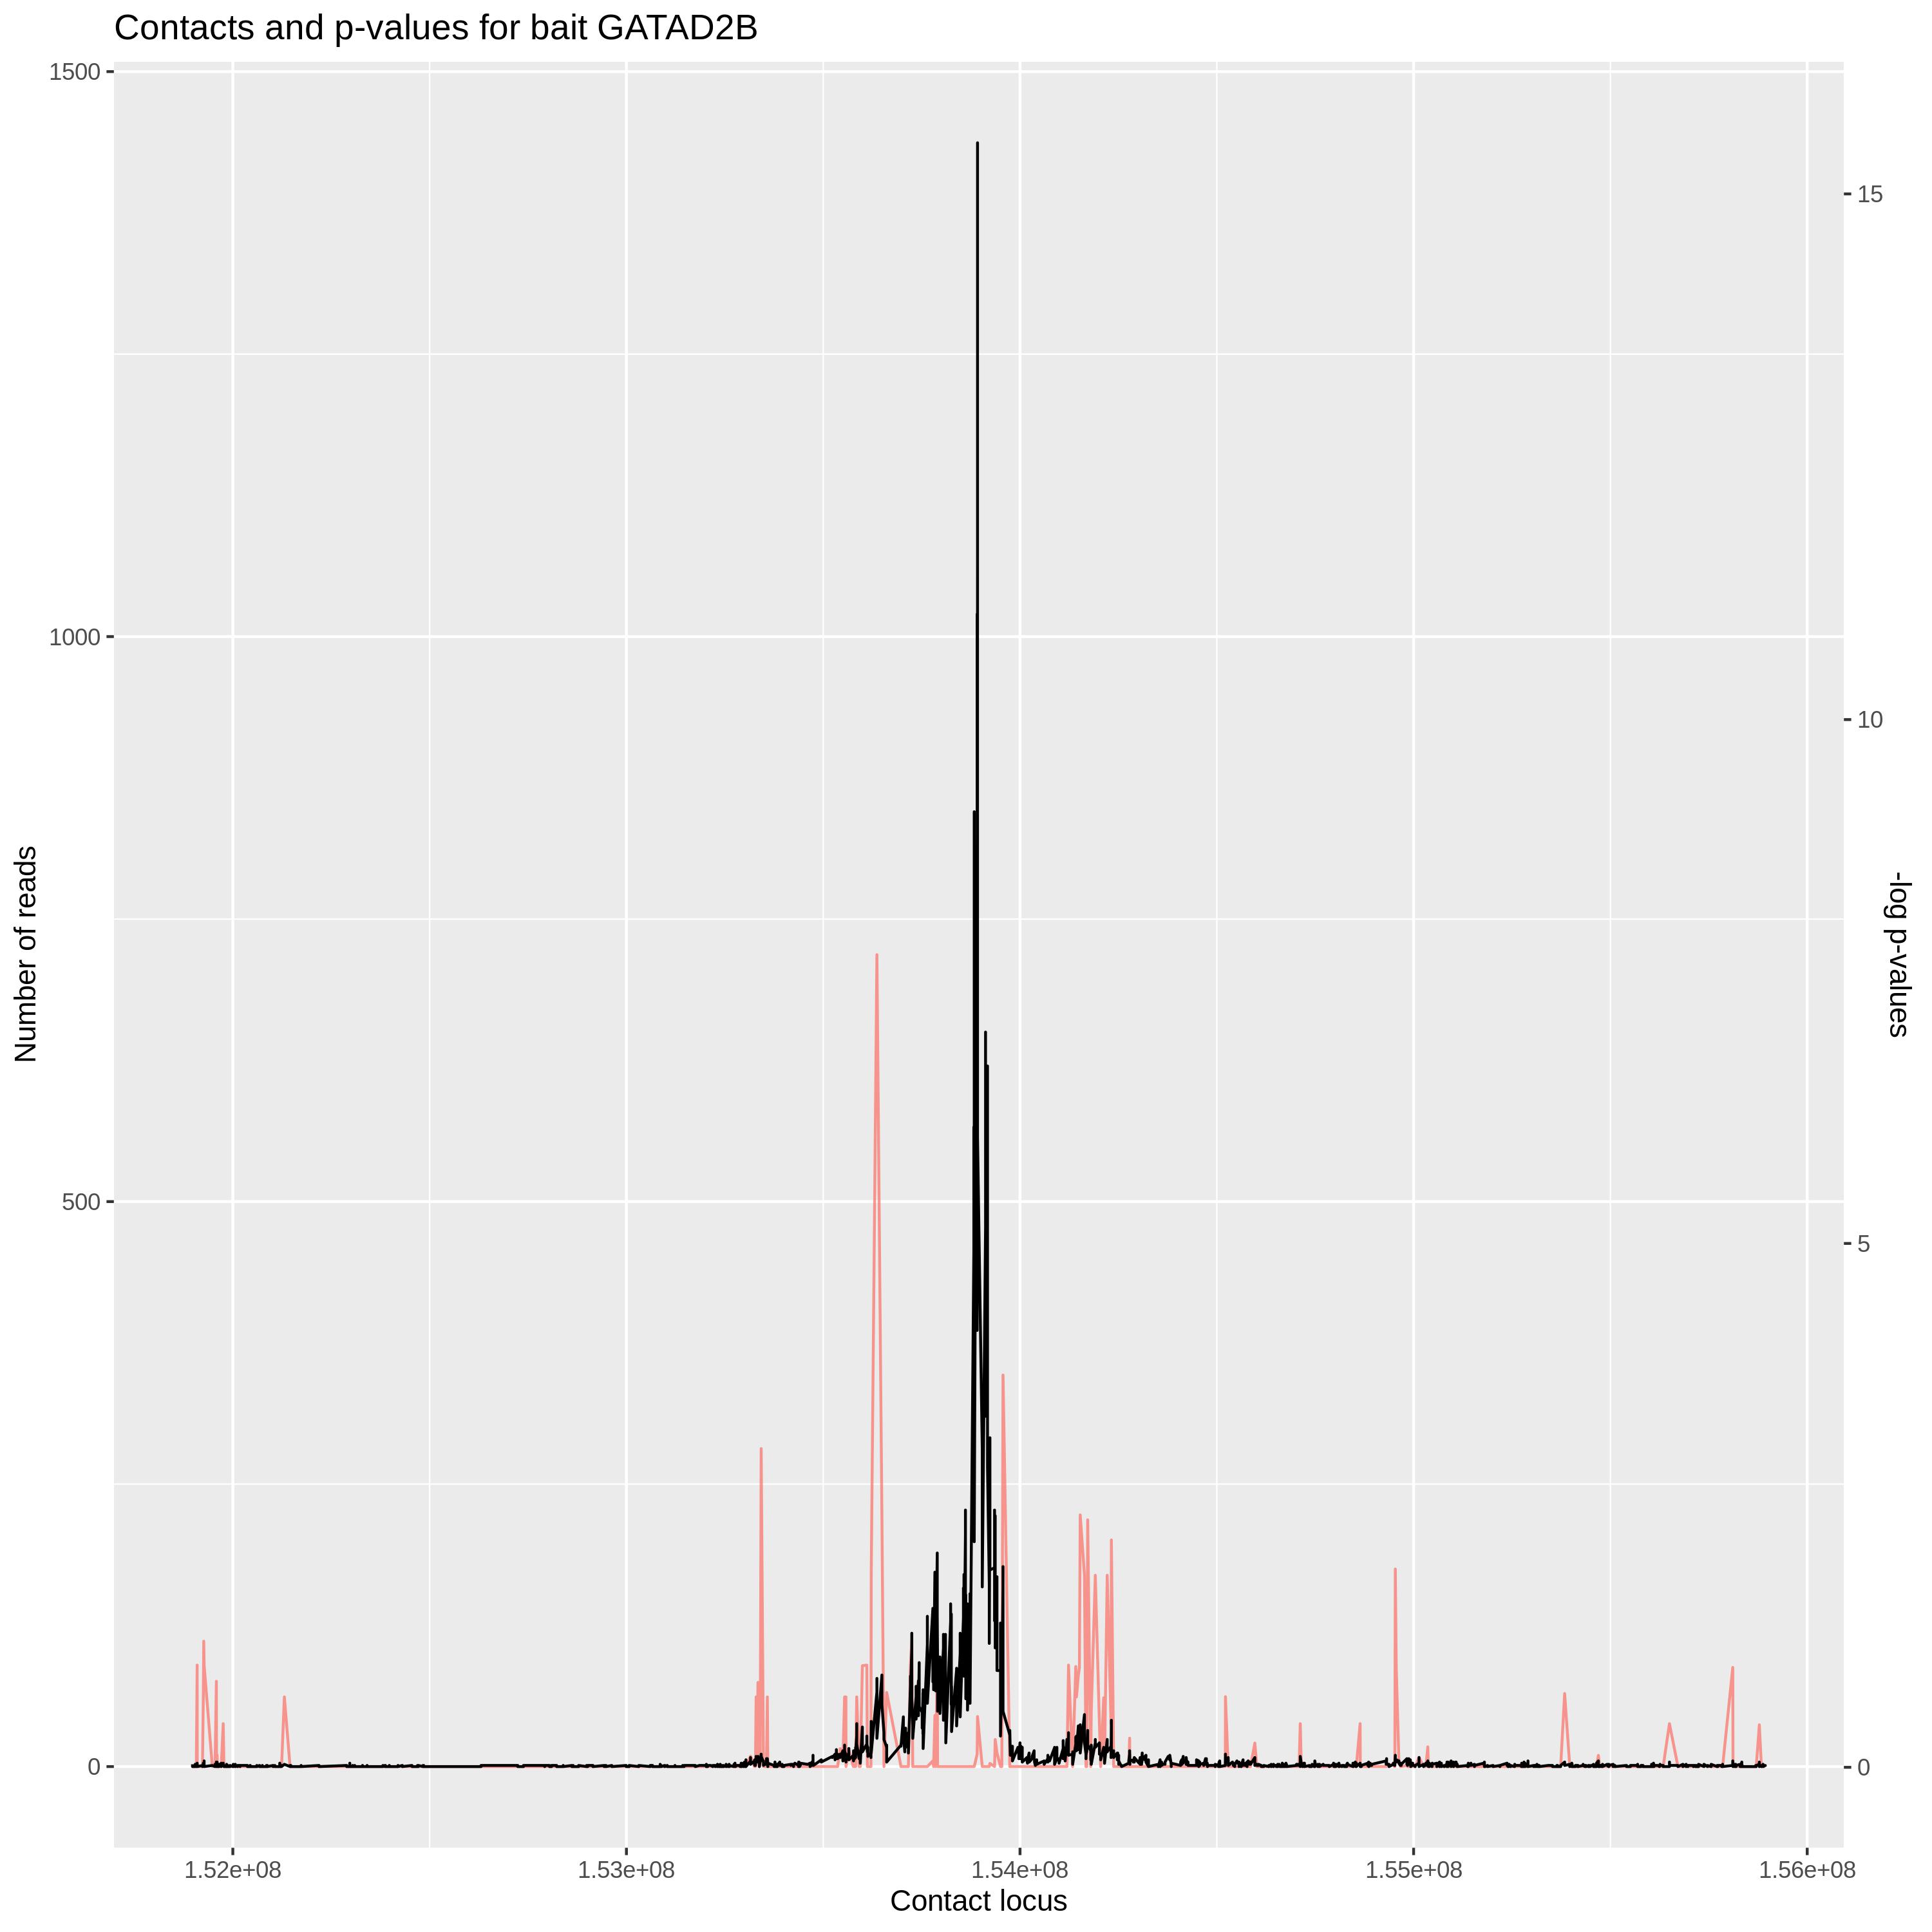 Contacts and p-values for bait GATAD2B
1500
1000
500
0
Number of reads
15
10
5
0
-log p-values
1.52e+08
1.53e+08
1.54e+08
1.55e+08
1.56e+08
Contact locus